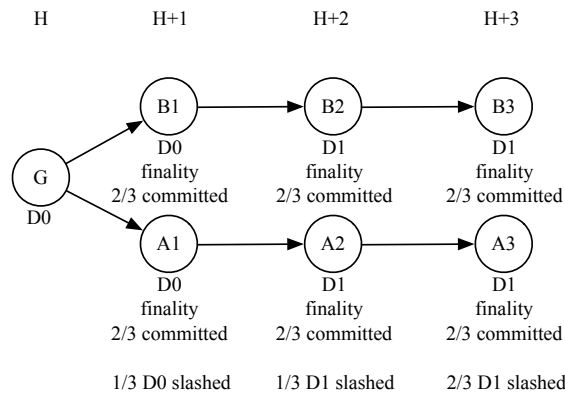 H H+1 H+2 H+3
B1 B2 B3
D0 D1 D1
finality finality finality
2/3 committed 2/3 committed 2/3 committed
G
D0
A1 A2 A3
D0 D1 D1
finality finality finality
2/3 committed 2/3 committed 2/3 committed
1/3 D0 slashed 1/3 D1 slashed 2/3 D1 slashed